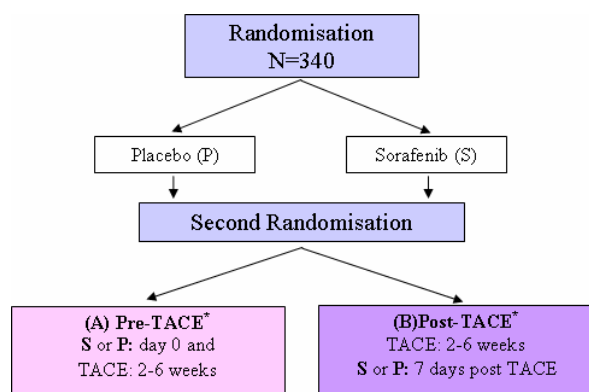 Randomisation
N=340
Placebo (P)
Sorafenib (S)
Second Randomisation
(A) Pre-TACE*
S or P: day 0 and
TACE: 2-6 weeks
(B)Post-TACE*
TACE: 2-6 weeks
S or P: 7 days post TACE